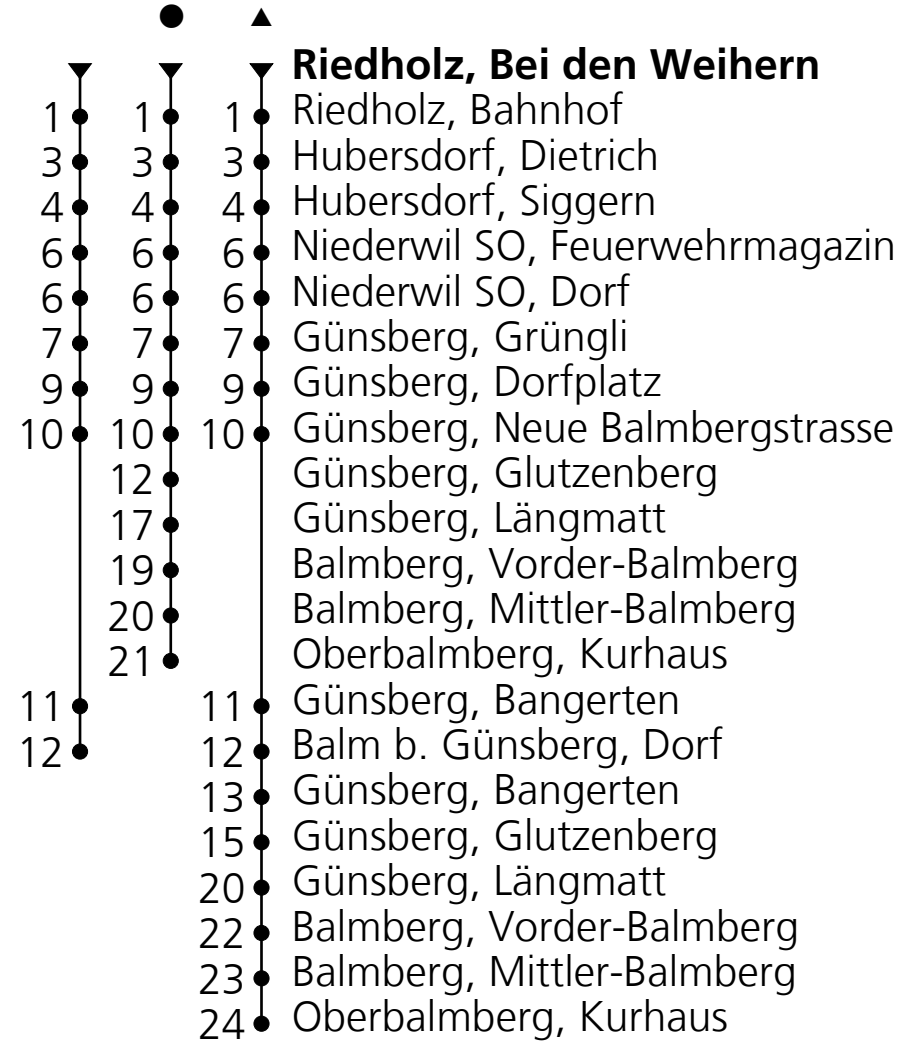 ● ▲
Riedholz, Bei den Weihern
1 1 1 Riedholz, Bahnhof
3 3 3 Hubersdorf, Dietrich
4 4 4 Hubersdorf, Siggern
6 6 6 Niederwil SO, Feuerwehrmagazin
6 6 6 Niederwil SO, Dorf
7 7 7 Günsberg, Grüngli
9 9 9 Günsberg, Dorfplatz
10 10 10 Günsberg, Neue Balmbergstrasse
12 Günsberg, Glutzenberg
17 Günsberg, Längmatt
19 Balmberg, Vorder-Balmberg
20 Balmberg, Mittler-Balmberg
21 Oberbalmberg, Kurhaus
11 11 Günsberg, Bangerten
12 12 Balm b. Günsberg, Dorf
13 Günsberg, Bangerten
15 Günsberg, Glutzenberg
20 Günsberg, Längmatt
22 Balmberg, Vorder-Balmberg
23 Balmberg, Mittler-Balmberg
24 Oberbalmberg, Kurhaus